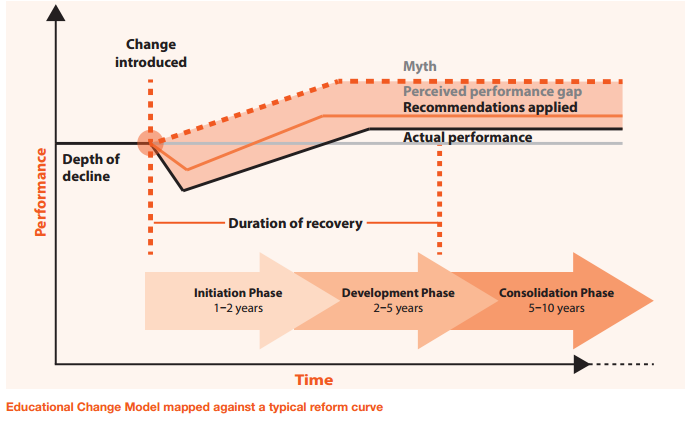 Change
introduced
Myth
Perceived performance gap
Recommendations applied
Actual performance
Depth of
decline
Performance
Duration of recovery
Initiation Phase
1–2 years
Development Phase
2–5 years
Consolidation Phase
5–10 years
Time
Educational Change Model mapped against a typical reform curve